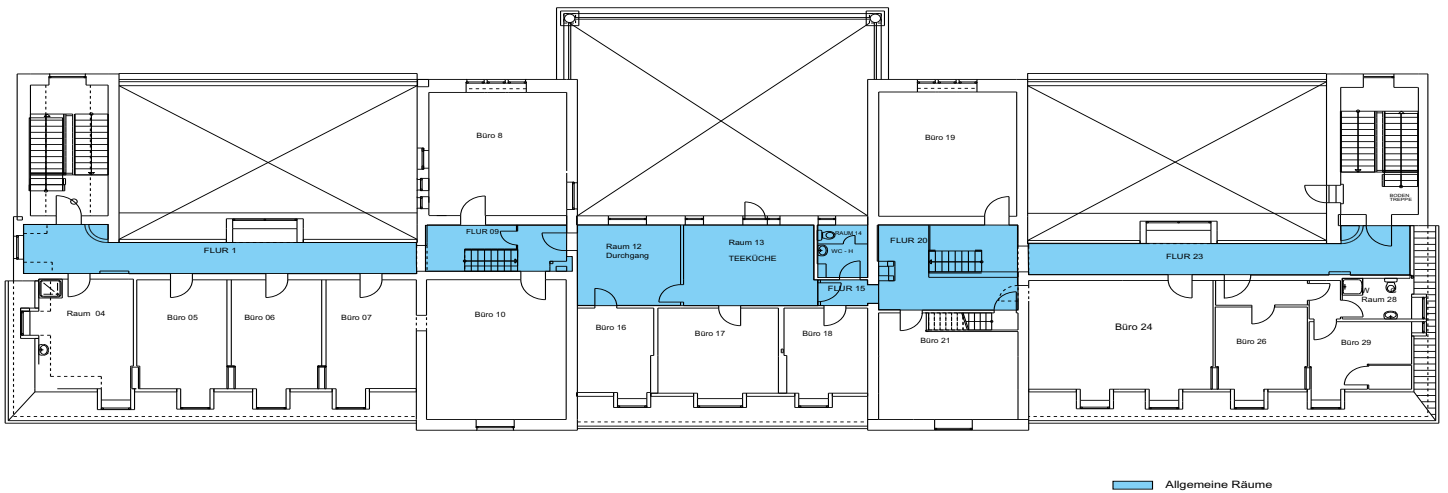 Büro 8
Büro 19
BODEN
TREPPE
FLUR 09
RAUM 14
FLUR 20
FLUR 1
Raum 12
Durchgang
Raum 13
TEEKÜCHE
WC - H
FLUR 23
FLUR 15
W
Raum 28
Raum 04
Büro 05
Büro 06
Büro 07
Büro 10
Büro 16
Büro 17
Büro 18
Büro 21
Büro 24
Büro 26
Büro 29
Allgemeine Räume